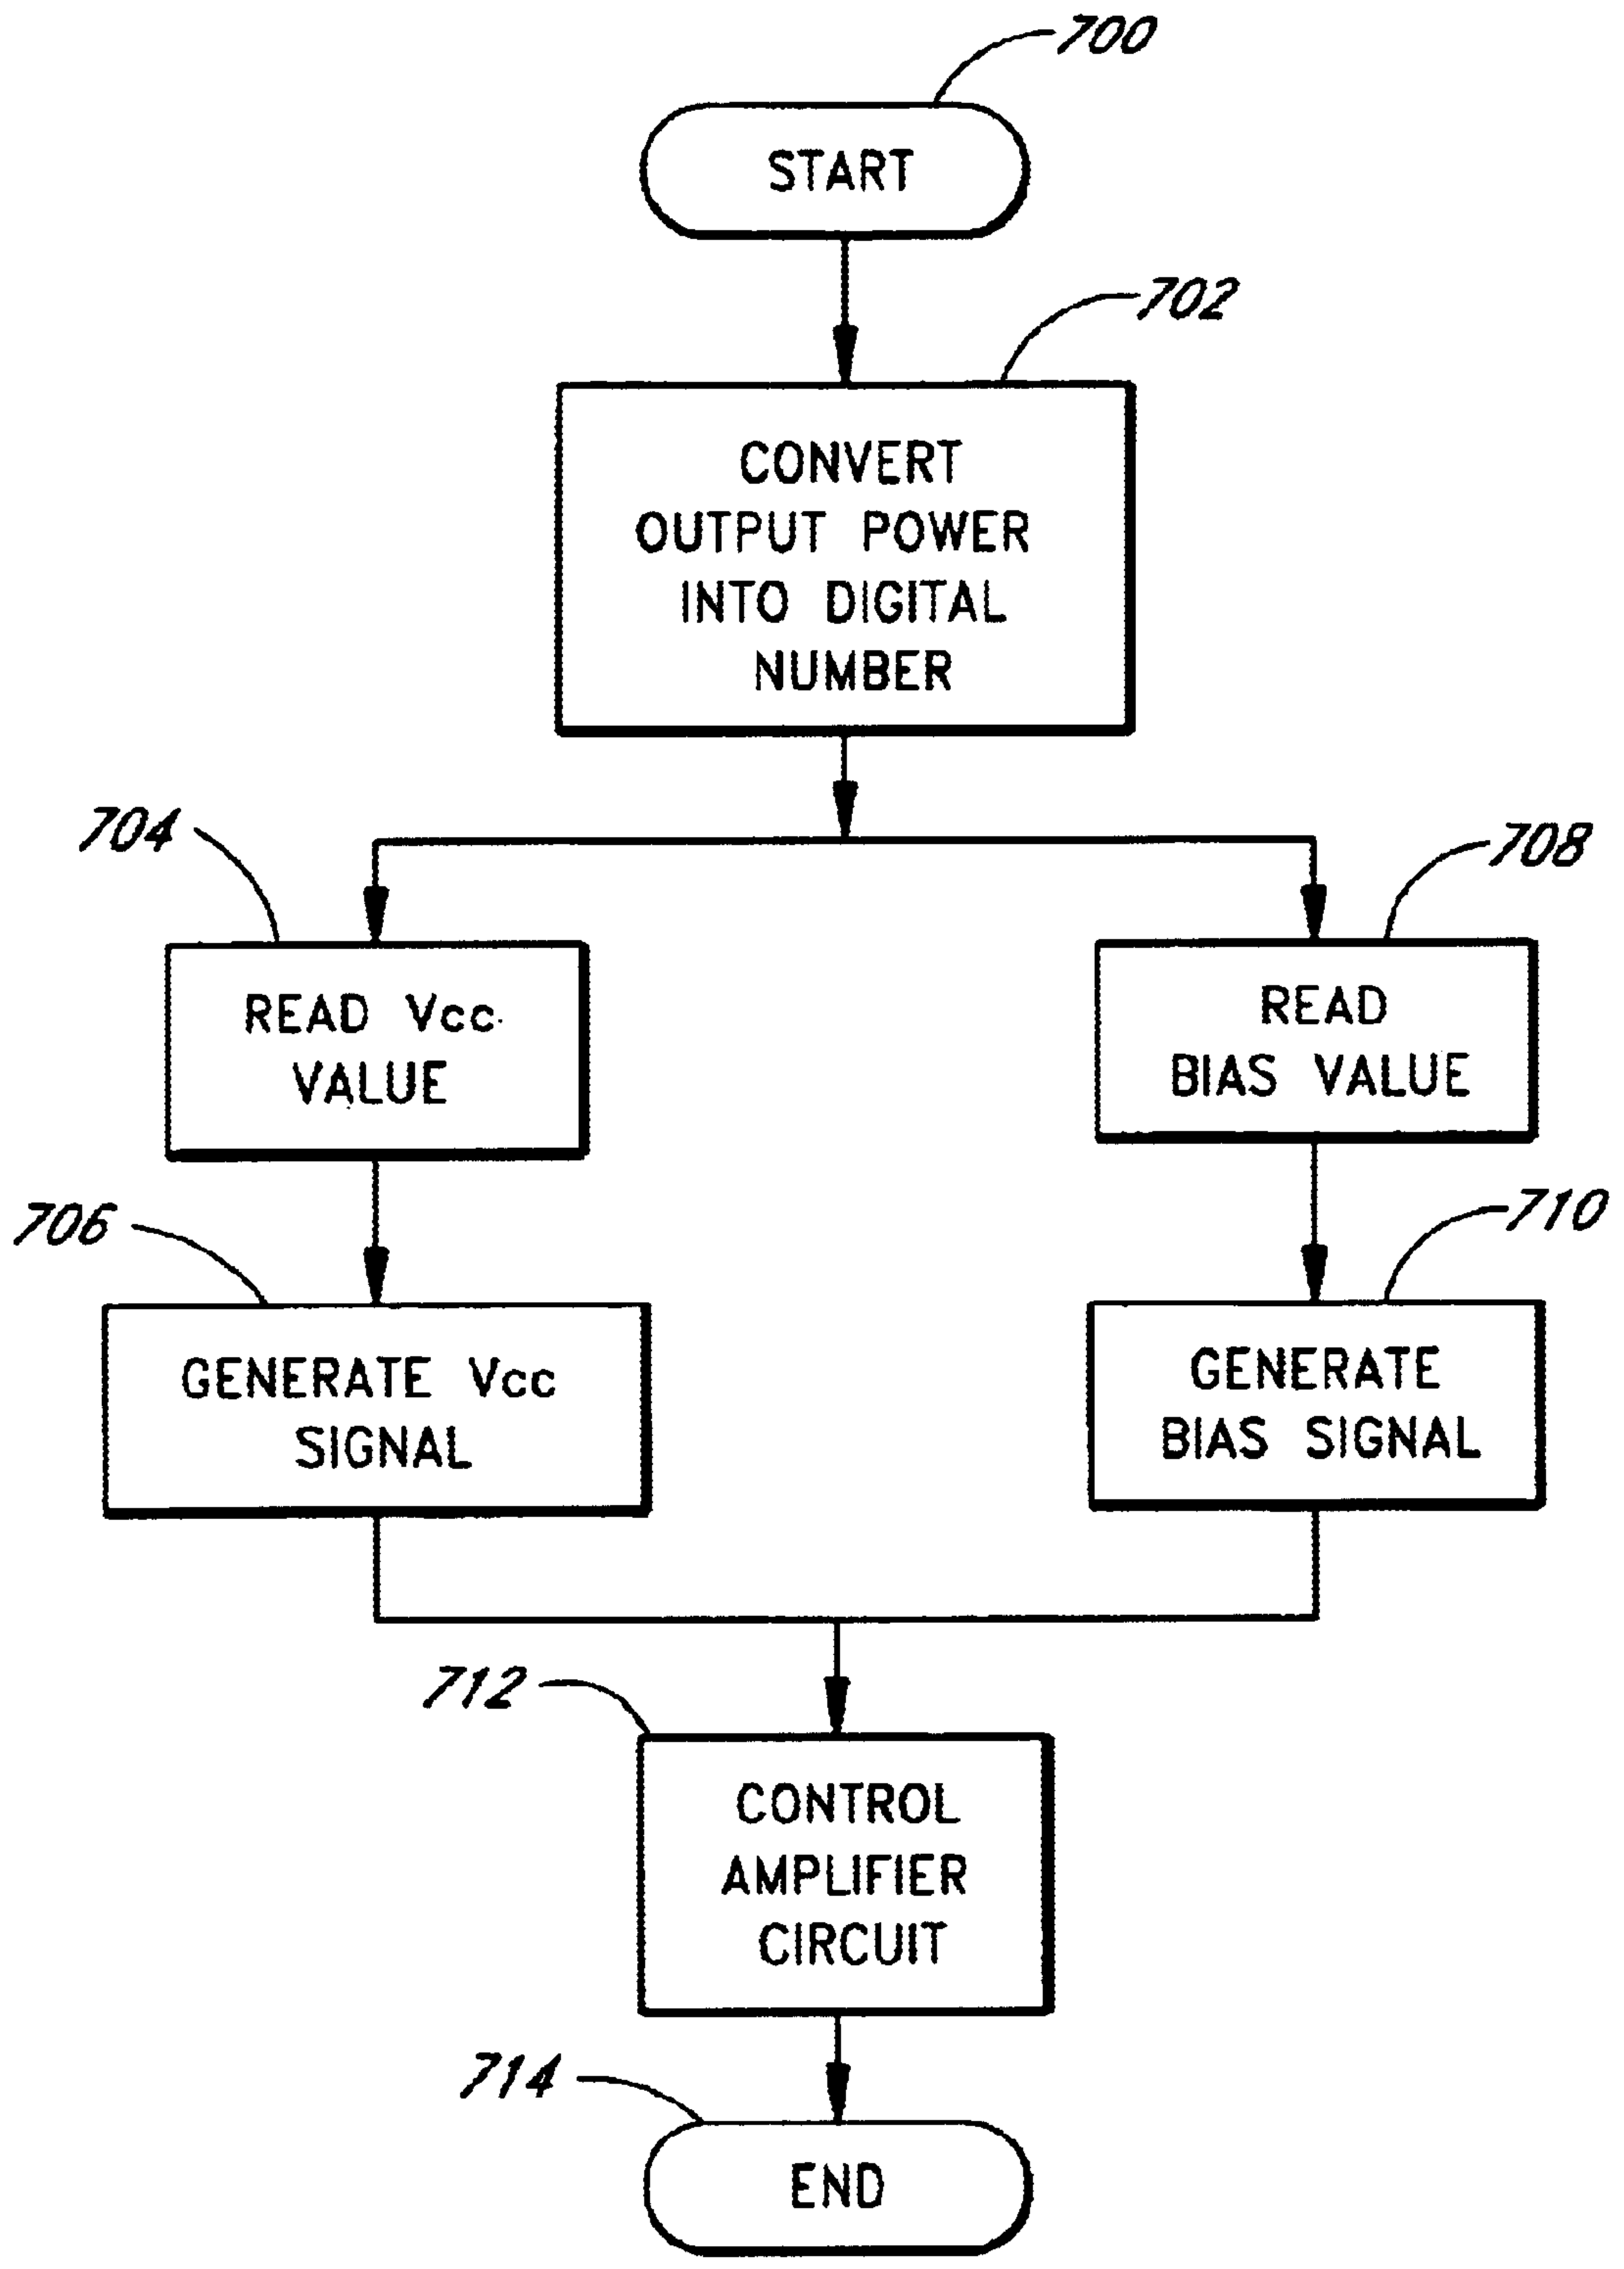 700
START
702
CONVERT
OUTPUT POWER
INTO DIGITAL
NUMBER
704
READ Vcc
VALUE
708
READ
BIAS VALUE
706
GENERATE Vcc
SIGNAL
710
GENERATE
BIAS SIGNAL
712
CONTROL
AMPLIFIER
CIRCUIT
714
END